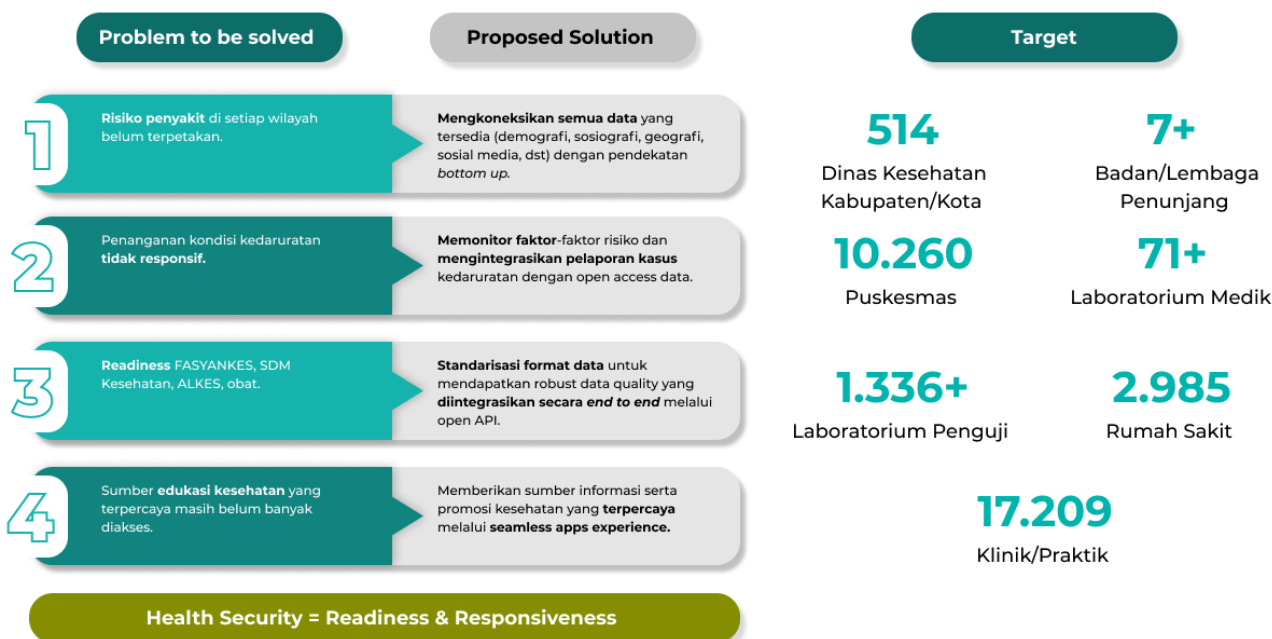 Problem to be solved
Proposed Solution
1
Risiko penyakit di setiap wilayah
belum terpetakan.
Mengkoneksikan semua data yang
tersedia (demografi, sosiografi, geografi,
sosial media, dst) dengan pendekatan
bottom up.
2
Penanganan kondisi kedaruratan
tidak responsif.
Memonitor faktor-faktor risiko dan
mengintegrasikan pelaporan kasus
kedaruratan dengan open access data.
3
Readiness FASYANKES, SDM
Kesehatan, ALKES, obat.
Standarisasi format data untuk
mendapatkan robust data quality yang
diintegrasikan secara end to end melalui
open API.
4
Sumber edukasi kesehatan yang
terpercaya masih belum banyak
diakses.
Memberikan sumber informasi serta
promosi kesehatan yang terpercaya
melalui seamless apps experience.
Health Security = Readiness & Responsiveness
Target
514
Dinas Kesehatan
Kabupaten/Kota
7+
Badan/Lembaga
Penunjang
10.260
Puskesmas
71+
Laboratorium Medik
1.336+
Laboratorium Penguji
2.985
Rumah Sakit
17.209
Klinik/Praktik